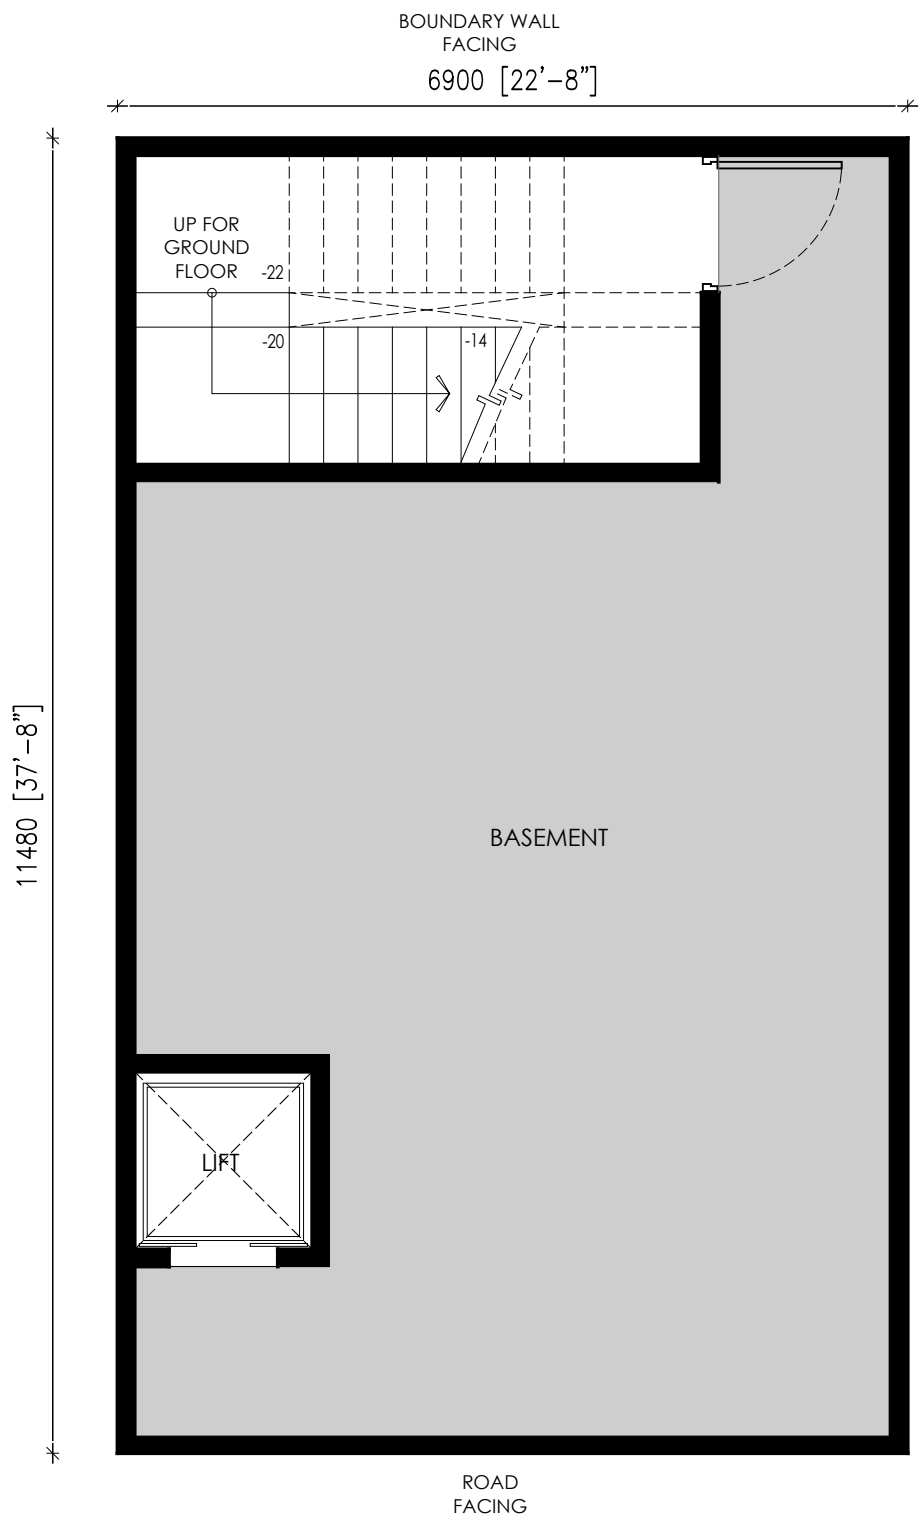 BOUNDARY WALL
FACING
6900 [22'-8"]
UP FOR
GROUND
FLOOR
-22
-20
-14
11480 [37'-8"]
BASEMENT
LIFT
ROAD
FACING